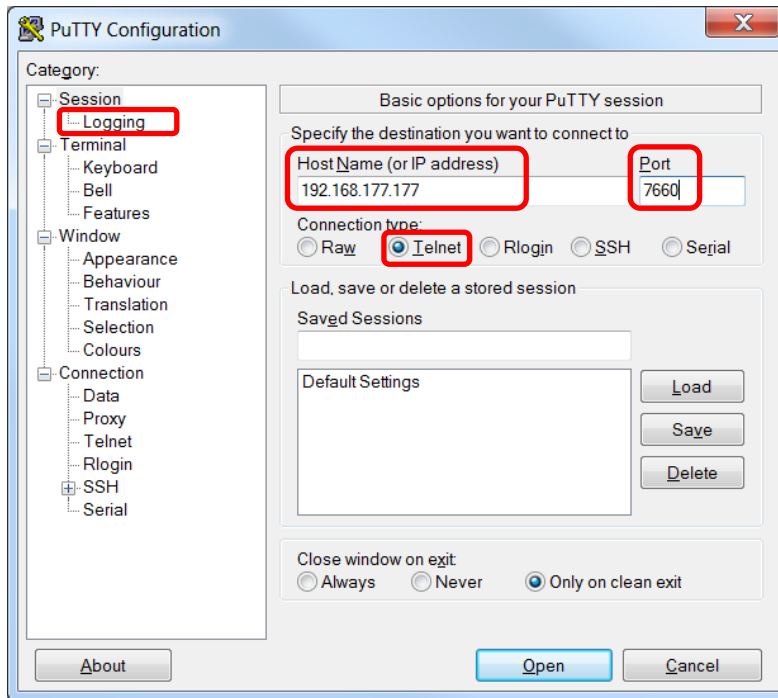 PuTTY Configuration
X
Category:
Session
Logging
Terminal
Keyboard
Bell
Features
Window
Appearance
Behaviour
Translation
Selection
Colours
Connection
Data
Proxy
Telnet
Rlogin
SSH
Serial
Basic options for your PuTTY session
Specify the destination you want to connect to
Host Name (or IP address) Port
192.168.177.177 7660
Connection type:
Raw Telnet Rlogin SSH Serial
Load, save or delete a stored session
Saved Sessions
Default Settings
Load
Save
Delete
Close window on exit:
Always Never Only on clean exit
About Open Cancel